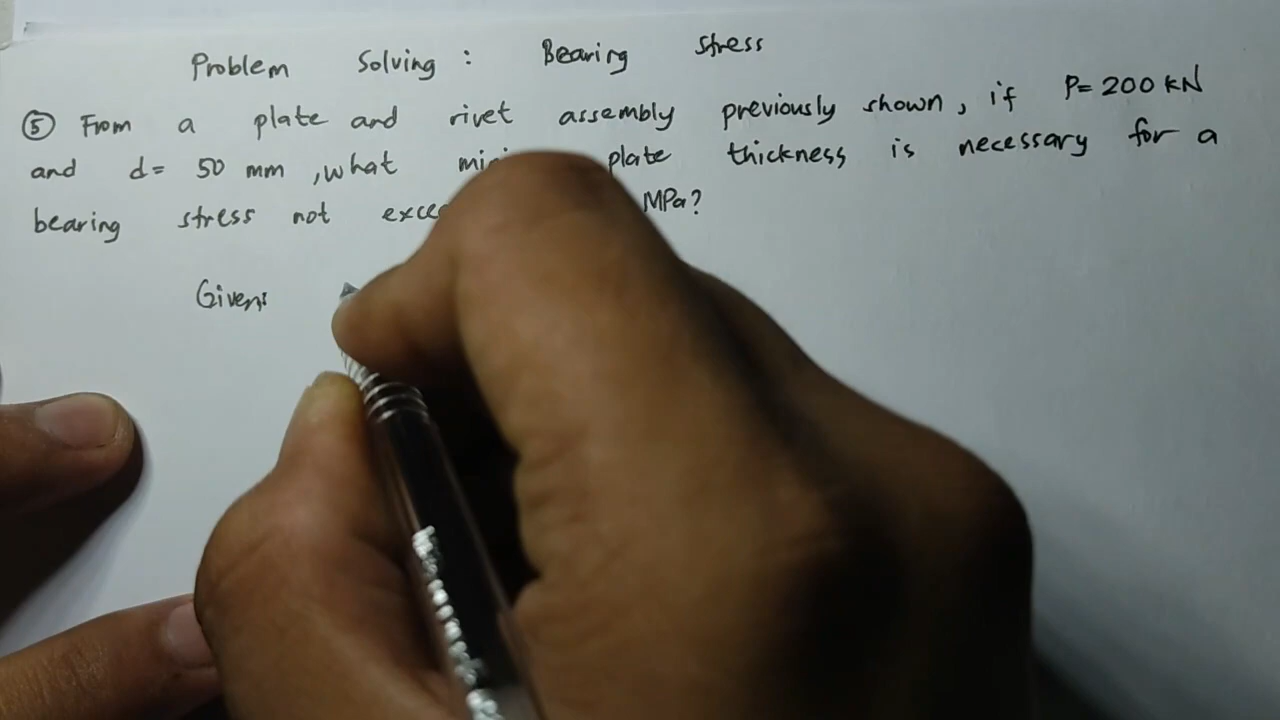 Problem Solving : Bearing stress
⑤ From a plate and rivet assembly previously shown, if P= 200 KN
and d= 50 mm, what plate thickness is necessary for a
bearing stress not MPa?
Given: